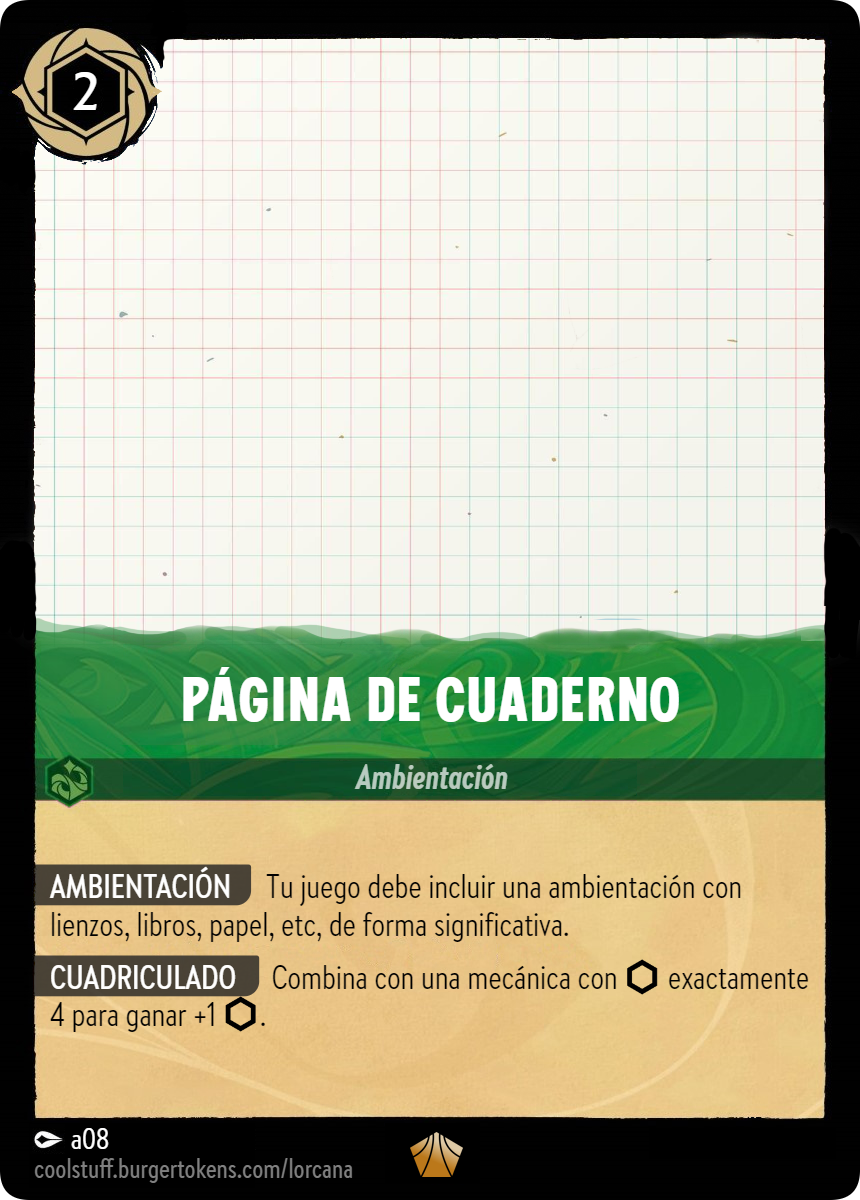 2
PÁGINA DE CUADERNO
Ambientación
AMBIENTACIÓN Tu juego debe incluir una ambientación con
lienzos, libros, papel, etc, de forma significativa.
CUADRICULADO Combina con una mecánica con ⬡ exactamente
4 para ganar +1 ⬡.
a08
coolstuff.burgertokens.com/lorcana